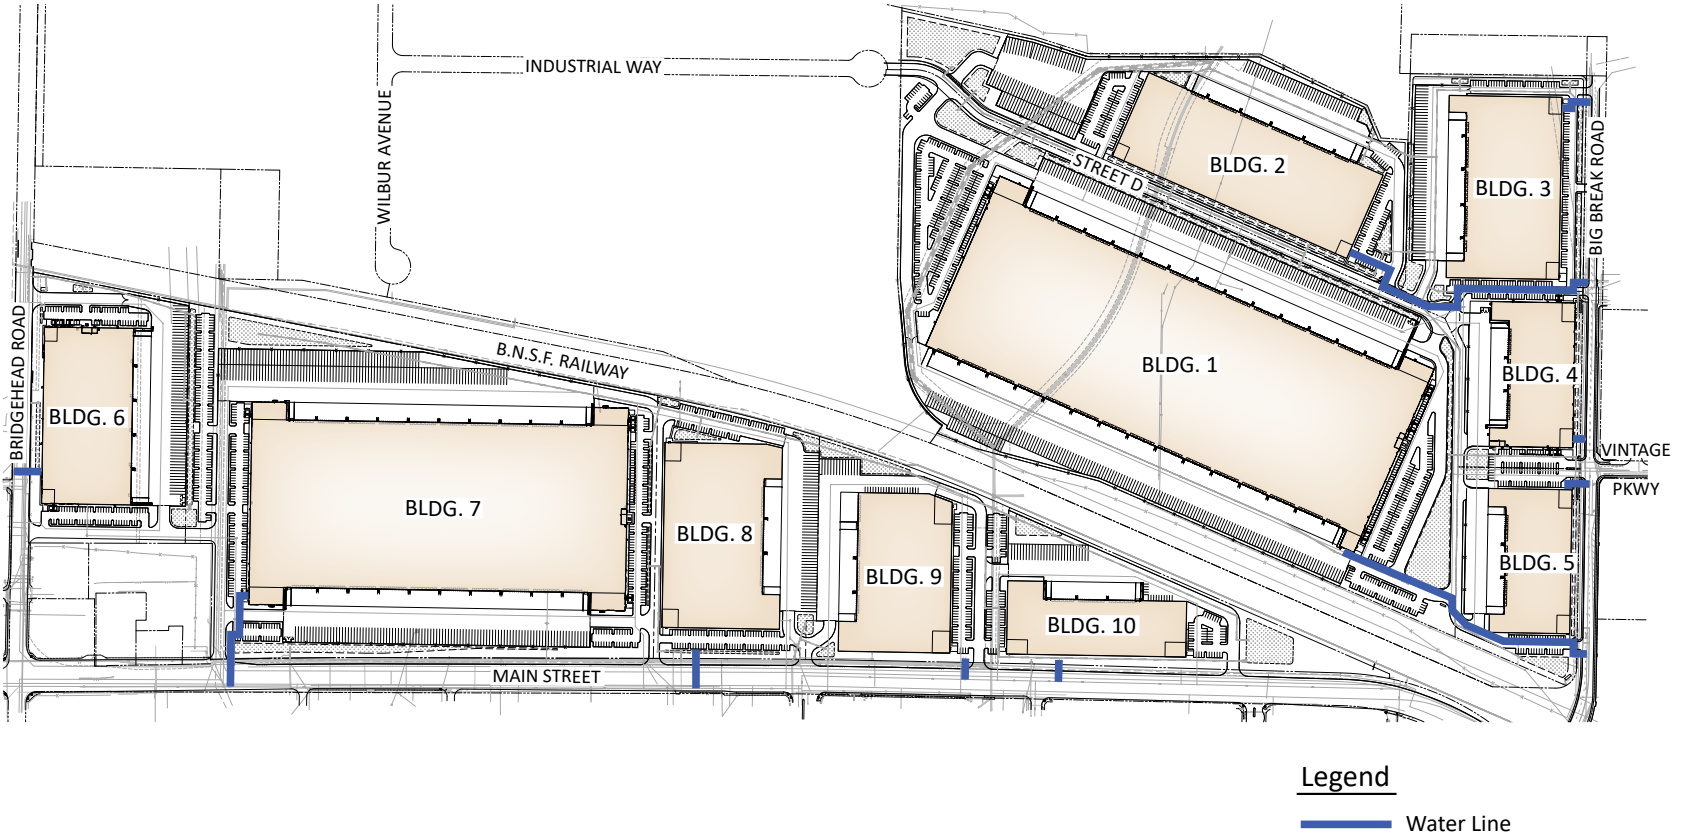 INDUSTRIAL WAY
WILBUR AVENUE
BLDG. 2
STREET D
BLDG. 3
BIG BREAK ROAD
BLDG. 1
B.N.S.F. RAILWAY
BLDG. 4
BRIDGEHEAD ROAD
BLDG. 6
VINTAGE
PKWY
BLDG. 7
BLDG. 8
BLDG. 5
BLDG. 9
BLDG. 10
MAIN STREET
Legend
Water Line